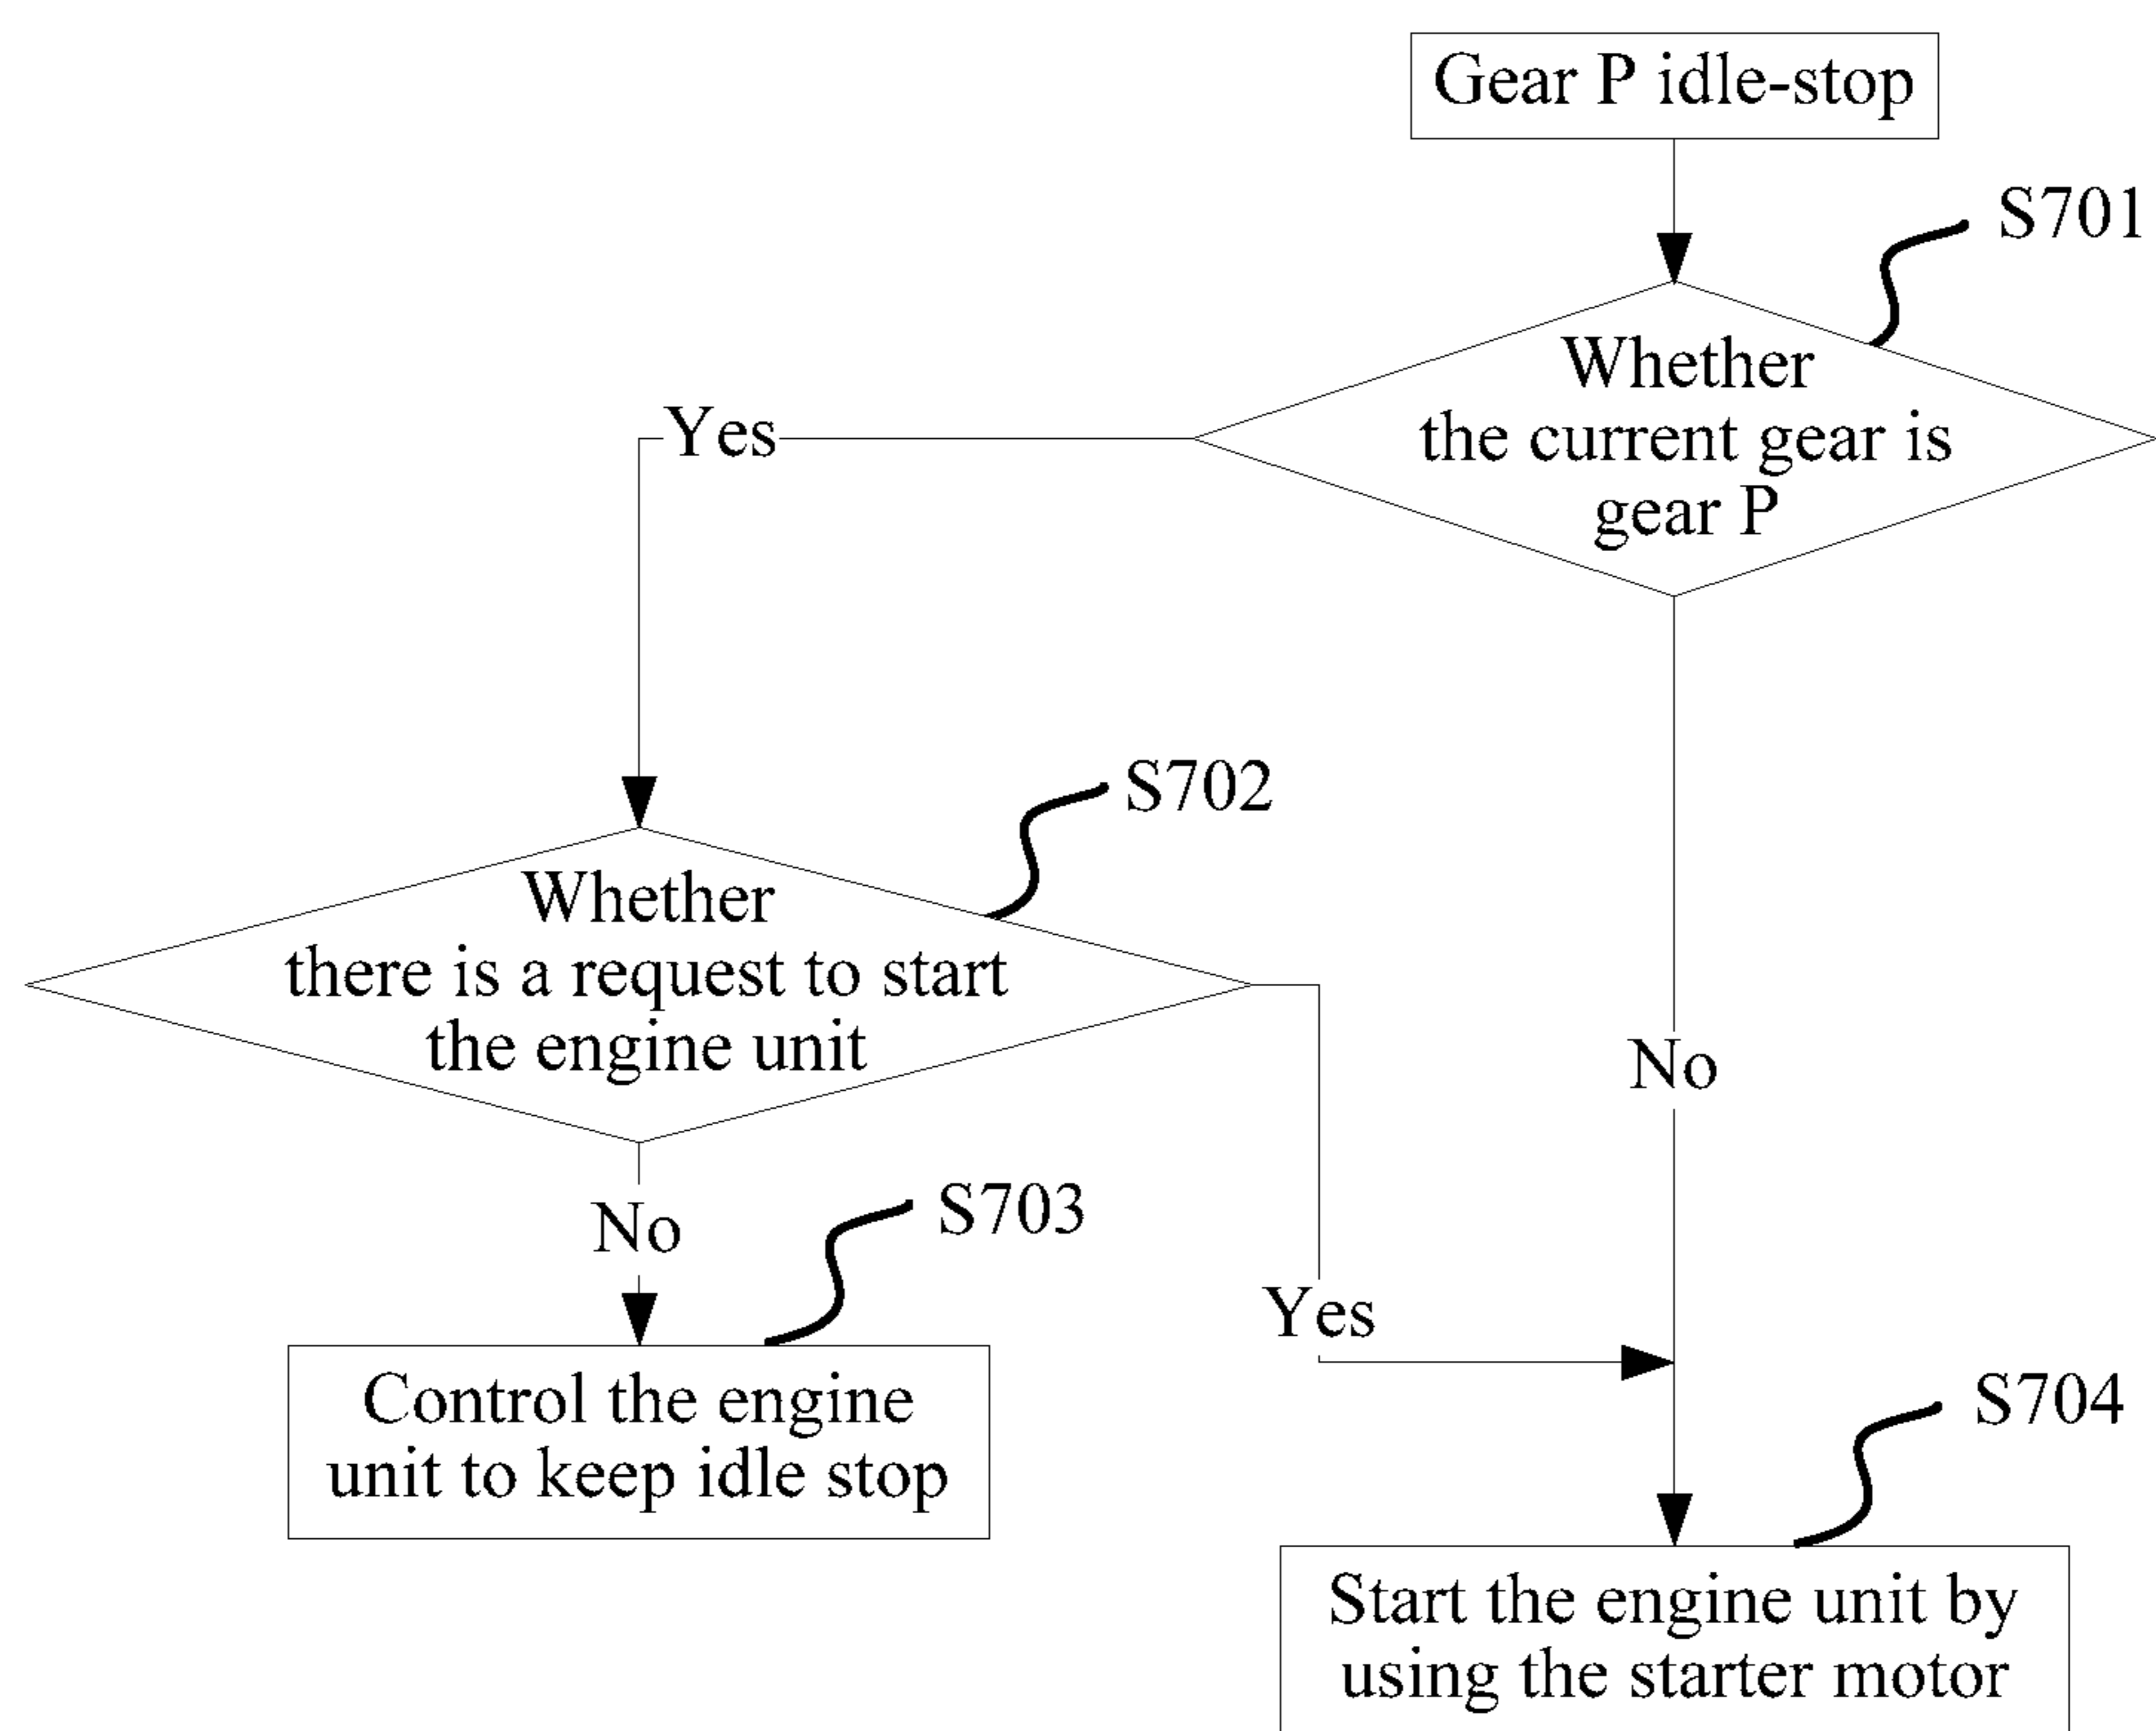 Gear P idle-stop
S701
Whether
the current gear is
gear P
Yes
S702
Whether
there is a request to start
the engine unit
No
No
S703
Yes
Control the engine
unit to keep idle stop
S704
Start the engine unit by
using the starter motor